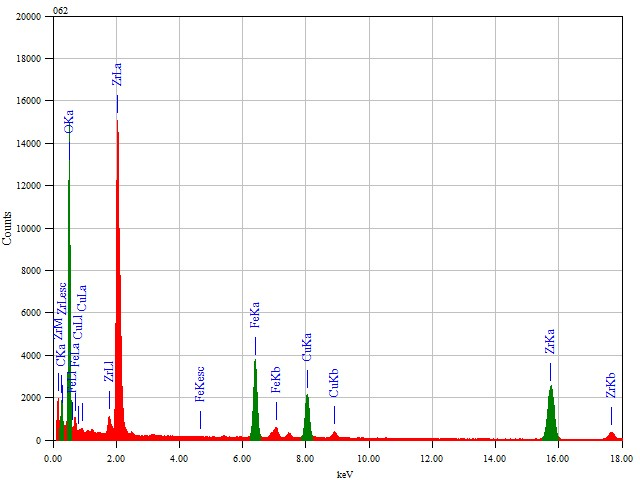 062
20000
18000
16000
14000
12000
10000
8000
6000
4000
2000
0
Counts
CKa
ZrM
ZrLesc
OKa
FeLl
FeLa
CuLl
CuLa
ZrLl
ZrLa
FeKesc
FeKa
FeKb
CuKa
CuKb
ZrKa
ZrKb
0.00 2.00 4.00 6.00 8.00 10.00 12.00 14.00 16.00 18.00
keV